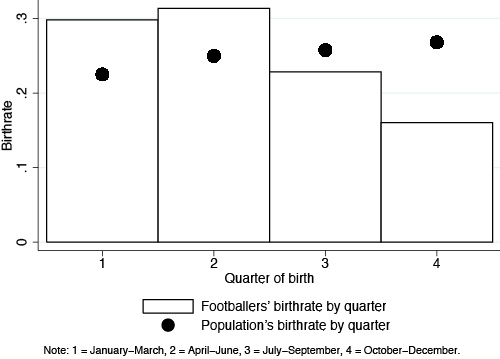 .3
.2
.1
0
Birthrate
1 2 3 4
Quarter of birth
Footballers' birthrate by quarter
Population's birthrate by quarter
Note: 1 = January–March, 2 = April–June, 3 = July–September, 4 = October–December.